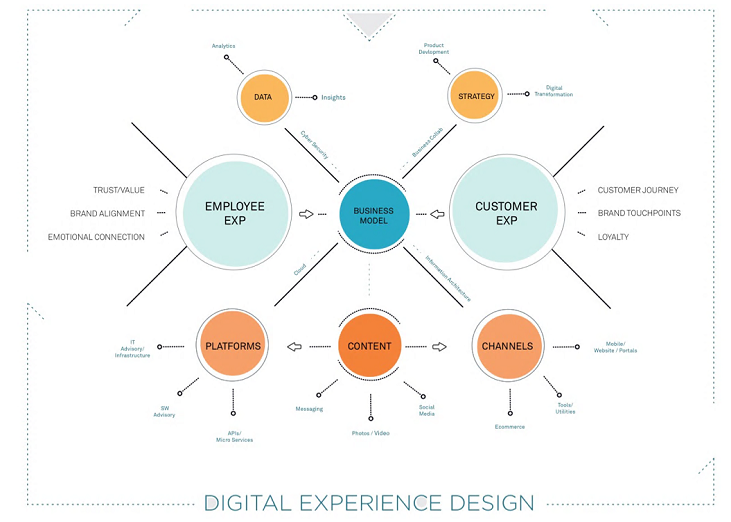 Analytics
Product
Devlopment
DATA
Insights
STRATEGY
Digital
Transformation
Cyber Security
Business Collab
TRUST/VALUE
BRAND ALIGNMENT
EMOTIONAL CONNECTION
EMPLOYEE
EXP
BUSINESS
MODEL
CUSTOMER
EXP
CUSTOMER JOURNEY
BRAND TOUCHPOINTS
LOYALTY
Cloud
Information Architecture
IT
Advisory/
Infrastructure
PLATFORMS
CONTENT
CHANNELS
Mobile/
Website / Portals
SW
Advisory
APIs/
Micro Services
Messaging
Photos / Video
Social
Media
Ecommerce
Tools/
Utilities
DIGITAL EXPERIENCE DESIGN